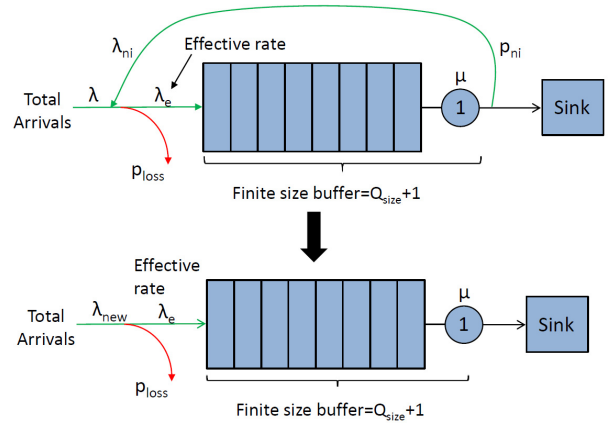 Effective rate
λni
pni
λ
λe
μ
Total
Arrivals
1
Sink
ploss
Finite size buffer=Qsize+1
Effective
rate
λnew
λe
μ
Total
Arrivals
1
Sink
ploss
Finite size buffer=Qsize+1